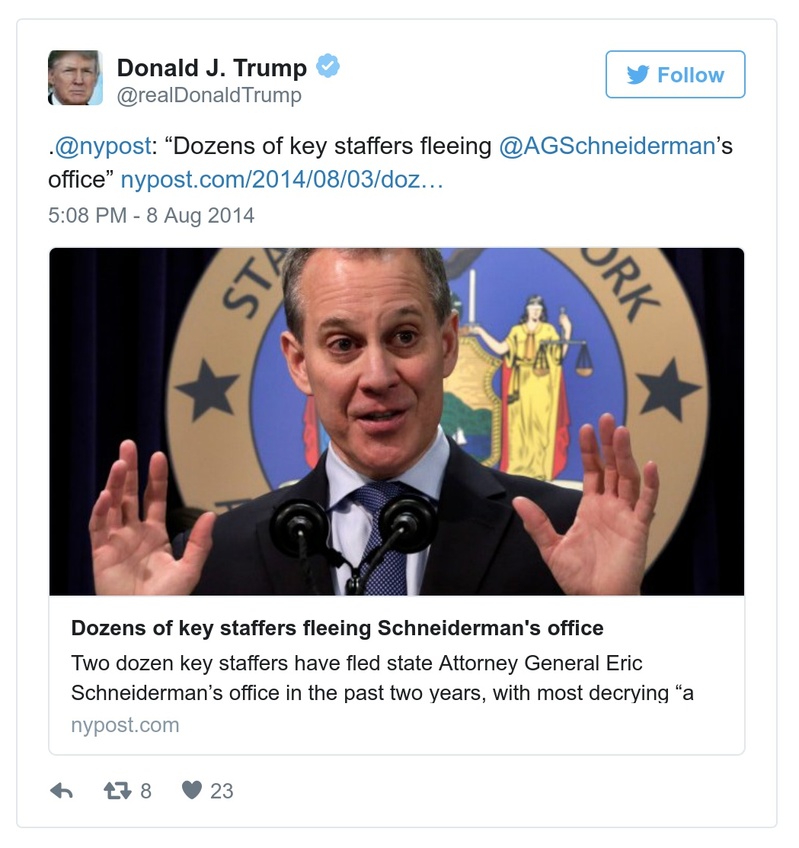 Donald J. Trump
Follow
@realDonaldTrump
.@nypost: “Dozens of key staffers fleeing @AGSchneiderman’s
office” nypost.com/2014/08/03/doz…
5:08 PM - 8 Aug 2014
STA
ORK
Dozens of key staffers fleeing Schneiderman's office
Two dozen key staffers have fled state Attorney General Eric
Schneiderman’s office in the past two years, with most decrying “a
nypost.com
8
23